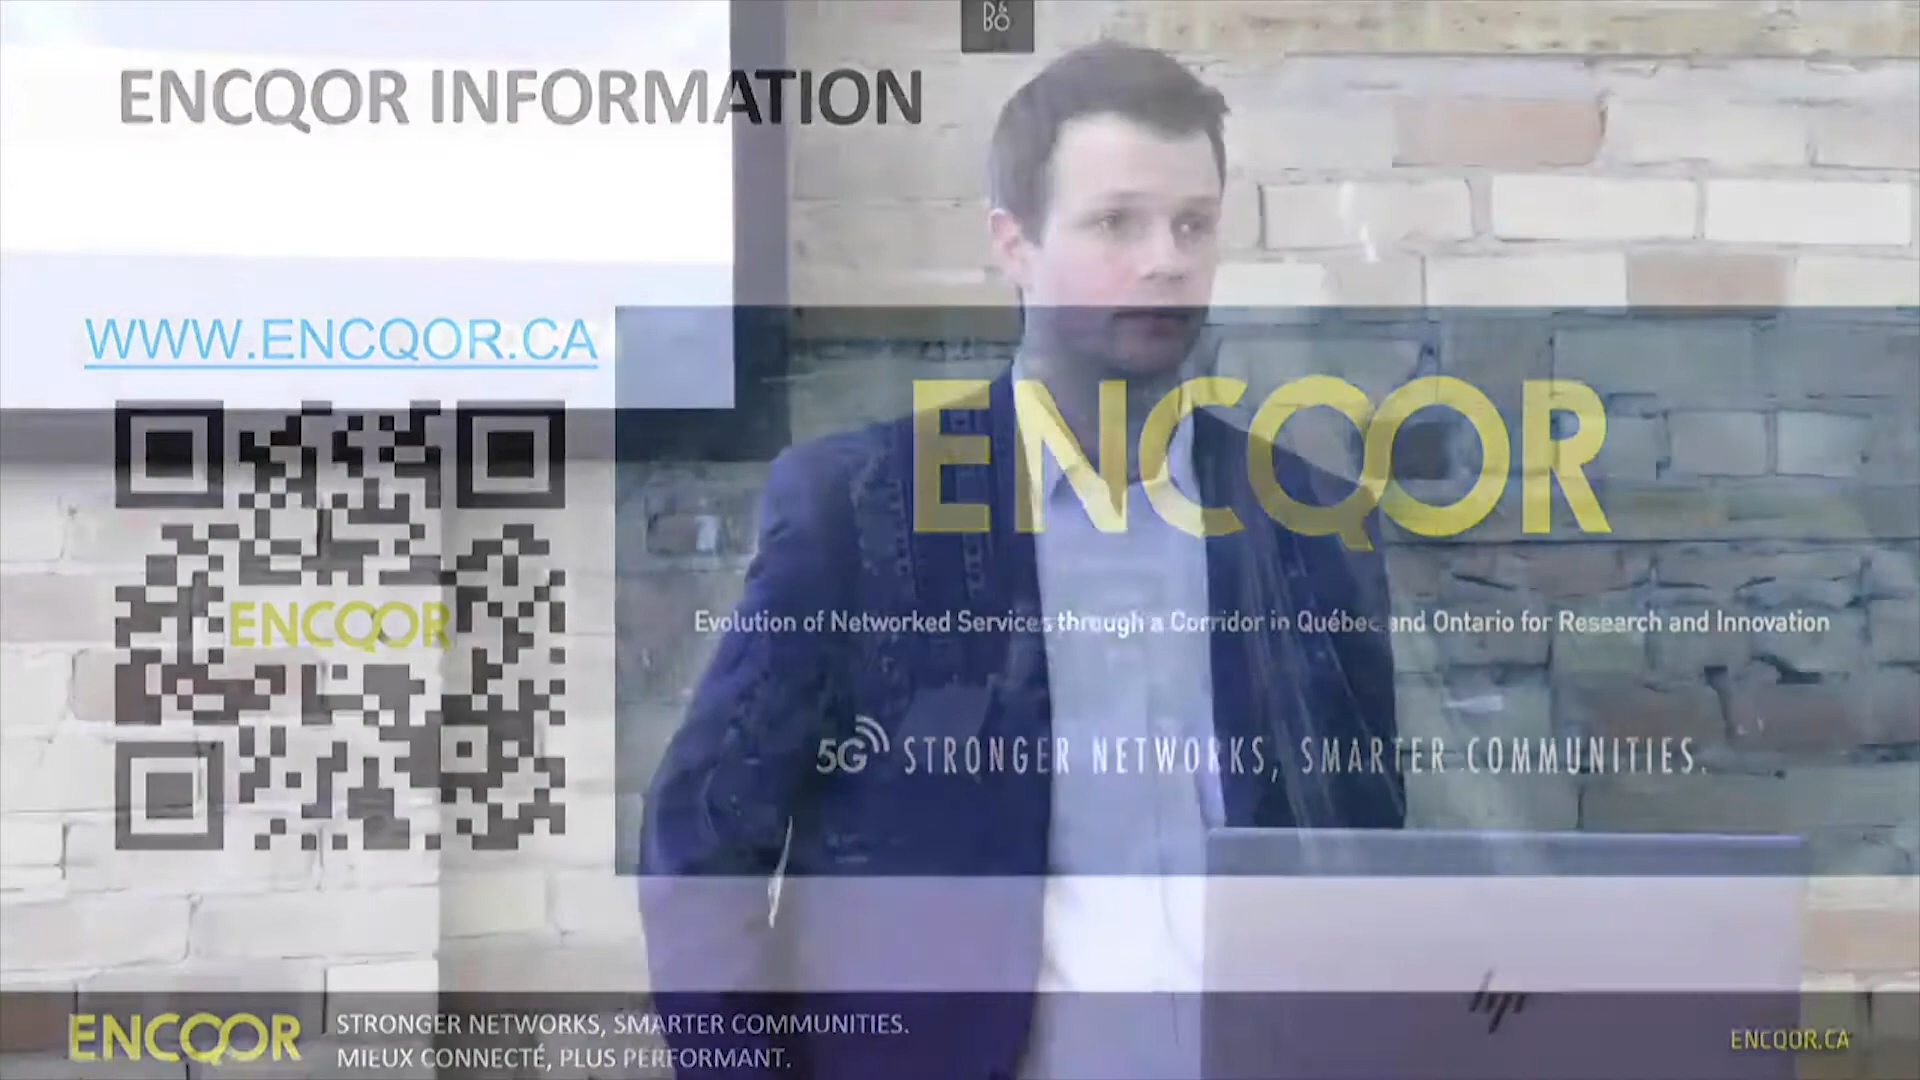 B&O
ENCQOR INFORMATION
WWW.ENCQOR.CA
ENCQOR
ENCQOR
Evolution of Networked Services through a Corridor in Québec and Ontario for Research and Innovation
5G STRONGER NETWORKS, SMARTER COMMUNITIES.
hp
ENCQOR
STRONGER NETWORKS, SMARTER COMMUNITIES.
MIEUX CONNECTÉ, PLUS PERFORMANT.
ENCQOR.CA